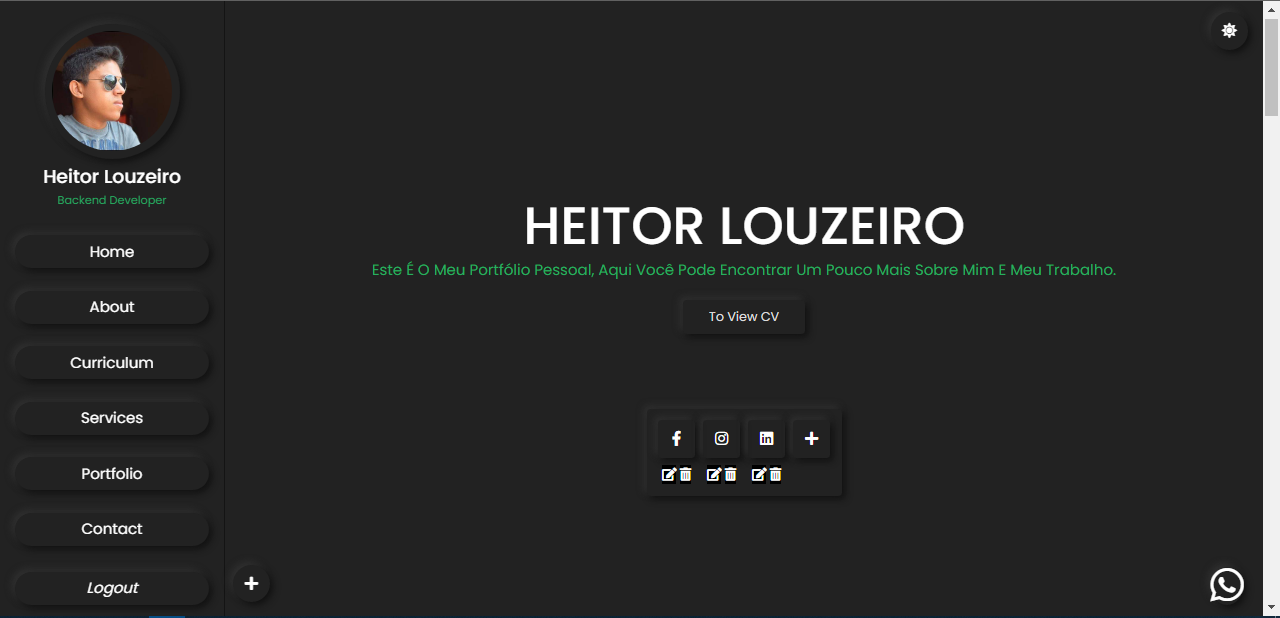 Heitor Louzeiro
Backend Developer
Home
About
Curriculum
Services
Portfolio
Contact
Logout
HEITOR LOUZEIRO
Este É O Meu Portfólio Pessoal, Aqui Você Pode Encontrar Um Pouco Mais Sobre Mim E Meu Trabalho.
To View CV